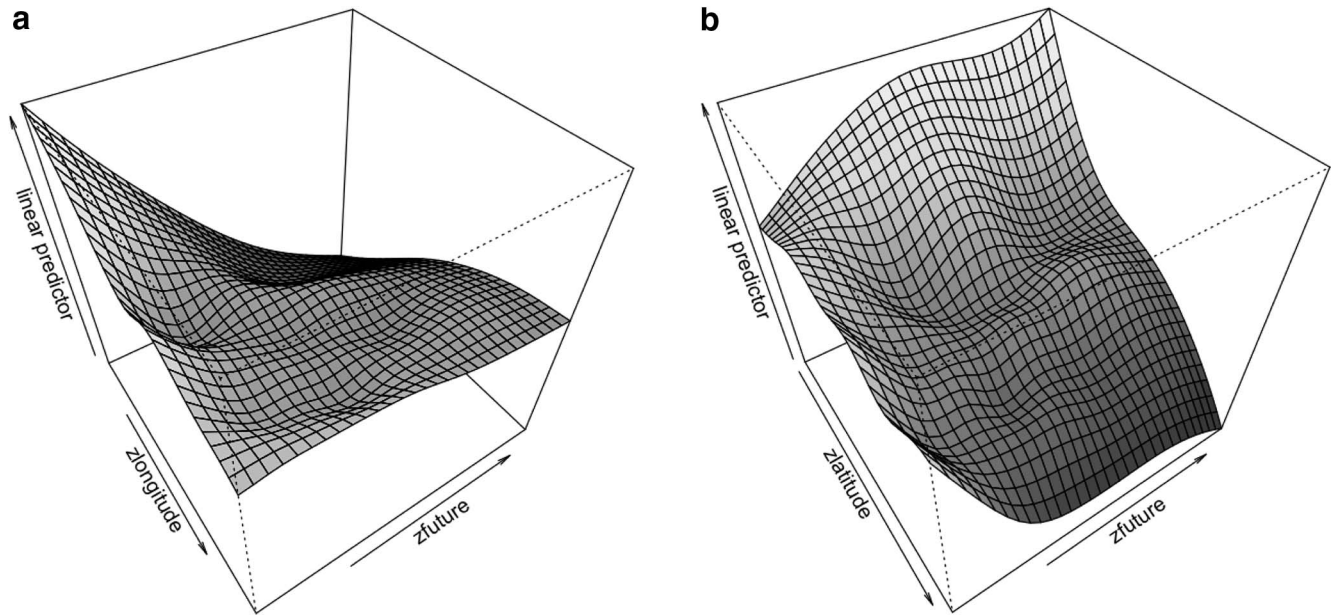 a
linear predictor
zlongitude
zfuture
b
linear predictor
zlatitude
zfuture